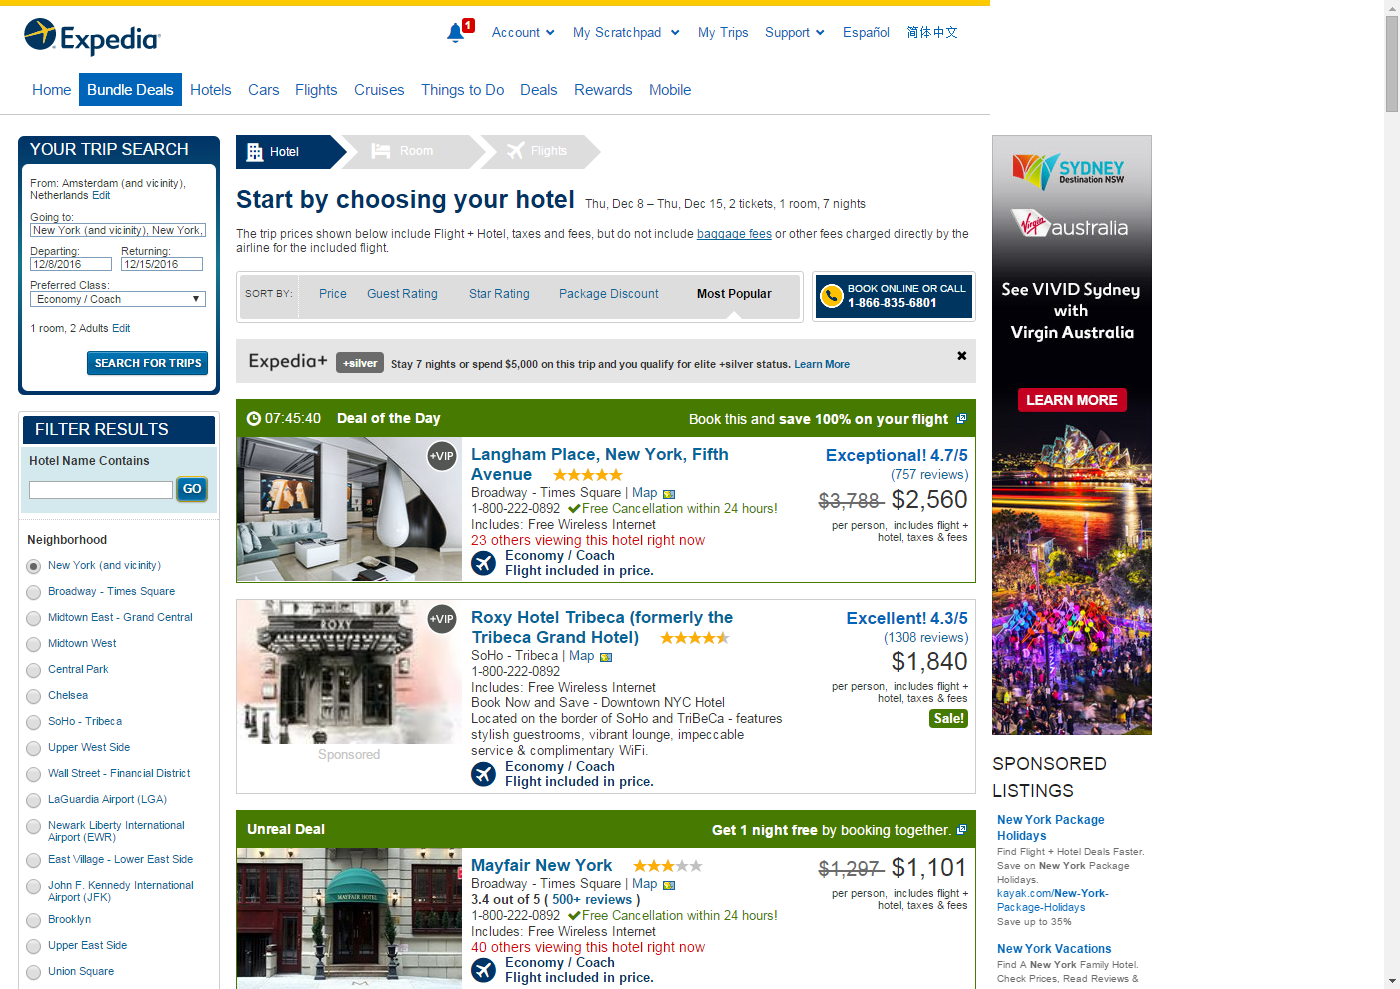 Expedia
1
Account
My Scratchpad
My Trips
Support
Español
简体中文
Home
Bundle Deals
Hotels
Cars
Flights
Cruises
Things to Do
Deals
Rewards
Mobile
YOUR TRIP SEARCH
From: Amsterdam (and vicinity),
Netherlands Edit
Going to:
New York (and vicinity), New York,
Departing:
Returning:
12/8/2016
12/15/2016
Preferred Class:
Economy / Coach
1 room, 2 Adults Edit
SEARCH FOR TRIPS
FILTER RESULTS
Hotel Name Contains
GO
Neighborhood
New York (and vicinity)
Broadway - Times Square
Midtown East - Grand Central
Midtown West
Central Park
Chelsea
SoHo - Tribeca
Upper West Side
Wall Street - Financial District
LaGuardia Airport (LGA)
Newark Liberty International
Airport (EWR)
East Village - Lower East Side
John F. Kennedy International
Airport (JFK)
Brooklyn
Upper East Side
Union Square
Hotel
Room
Flights
Start by choosing your hotel Thu, Dec 8 – Thu, Dec 15, 2 tickets, 1 room, 7 nights
The trip prices shown below include Flight + Hotel, taxes and fees, but do not include baggage fees or other fees charged directly by the
airline for the included flight.
SORT BY:
Price
Guest Rating
Star Rating
Package Discount
Most Popular
BOOK ONLINE OR CALL
1-866-835-6801
Expedia+ +silver Stay 7 nights or spend $5,000 on this trip and you qualify for elite +silver status. Learn More
07:45:40 Deal of the Day
Book this and save 100% on your flight
+VIP
Langham Place, New York, Fifth
Avenue
Broadway - Times Square | Map
1-800-222-0892 Free Cancellation within 24 hours!
Includes: Free Wireless Internet
23 others viewing this hotel right now
Economy / Coach
Flight included in price.
Exceptional! 4.7/5
(757 reviews)
$3,788 $2,560
per person, includes flight +
hotel, taxes & fees
ROXY
+VIP
Sponsored
Roxy Hotel Tribeca (formerly the
Tribeca Grand Hotel)
SoHo - Tribeca | Map
1-800-222-0892
Includes: Free Wireless Internet
Book Now and Save - Downtown NYC Hotel
Located on the border of SoHo and TriBeCa - features
stylish guestrooms, vibrant lounge, impeccable
service & complimentary WiFi.
Economy / Coach
Flight included in price.
Excellent! 4.3/5
(1308 reviews)
$1,840
per person, includes flight +
hotel, taxes & fees
Sale!
Unreal Deal
Get 1 night free by booking together.
MAYFAIR HOTEL
Mayfair New York
Broadway - Times Square | Map
3.4 out of 5 ( 500+ reviews )
1-800-222-0892 Free Cancellation within 24 hours!
Includes: Free Wireless Internet
40 others viewing this hotel right now
Economy / Coach
Flight included in price.
$1,297 $1,101
per person, includes flight +
hotel, taxes & fees
SYDNEY
Destination NSW
Virgin
australia
See VIVID Sydney
with
Virgin Australia
LEARN MORE
SPONSORED
LISTINGS
New York Package
Holidays
Find Flight + Hotel Deals Faster.
Save on New York Package
Holidays.
kayak.com/New-York-
Package-Holidays
Save up to 35%
New York Vacations
Find A New York Family Hotel.
Check Prices, Read Reviews &